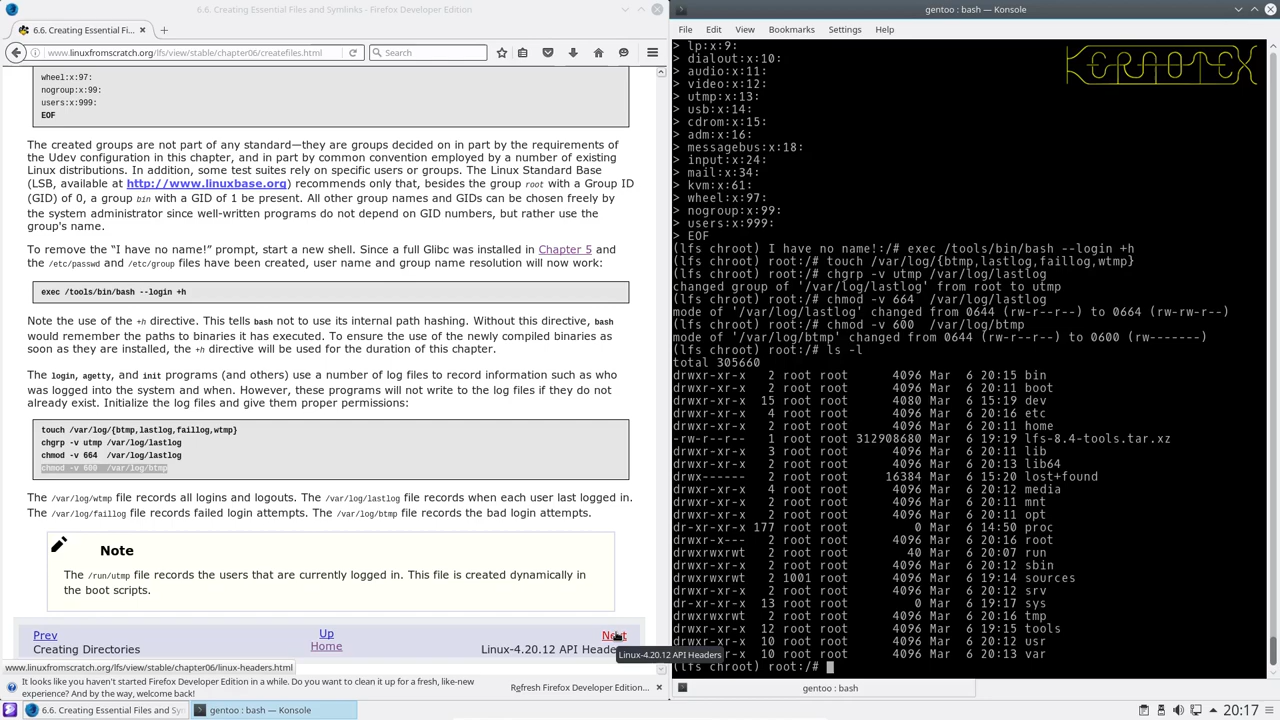 6.6. Creating Essential Files and Symlinks - Firefox Developer Edition
6.6. Creating Essential Fi...
www.linuxfromscratch.org/lfs/view/stable/chapter06/createfiles.html
Search
wheel:x:97:
nogroup:x:99:
users:x:999:
EOF
The created groups are not part of any standard—they are groups decided on in part by the requirements of
the Udev configuration in this chapter, and in part by common convention employed by a number of existing
Linux distributions. In addition, some test suites rely on specific users or groups. The Linux Standard Base
(LSB, available at http://www.linuxbase.org) recommends only that, besides the group root with a Group ID
(GID) of 0, a group bin with a GID of 1 be present. All other group names and GIDs can be chosen freely by
the system administrator since well-written programs do not depend on GID numbers, but rather use the
group's name.
To remove the “I have no name!” prompt, start a new shell. Since a full Glibc was installed in Chapter 5 and
the /etc/passwd and /etc/group files have been created, user name and group name resolution will now work:
exec /tools/bin/bash --login +h
Note the use of the +h directive. This tells bash not to use its internal path hashing. Without this directive, bash
would remember the paths to binaries it has executed. To ensure the use of the newly compiled binaries as
soon as they are installed, the +h directive will be used for the duration of this chapter.
The login, agetty, and init programs (and others) use a number of log files to record information such as who
was logged into the system and when. However, these programs will not write to the log files if they do not
already exist. Initialize the log files and give them proper permissions:
touch /var/log/{btmp,lastlog,faillog,wtmp}
chgrp -v utmp /var/log/lastlog
chmod -v 664  /var/log/lastlog
chmod -v 600  /var/log/btmp
The /var/log/wtmp file records all logins and logouts. The /var/log/lastlog file records when each user last logged in.
The /var/log/faillog file records failed login attempts. The /var/log/btmp file records the bad login attempts.
Note
The /run/utmp file records the users that are currently logged in. This file is created dynamically in
the boot scripts.
Prev Up Next
Creating Directories Home Linux-4.20.12 API Heade
Linux-4.20.12 API Headers
www.linuxfromscratch.org/lfs/view/stable/chapter06/linux-headers.html
It looks like you haven't started Firefox Developer Edition in a while. Do you want to clean it up for a fresh, like-new
experience? And by the way, welcome back!
Refresh Firefox Developer Edition...
gentoo : bash — Konsole
File Edit View Bookmarks Settings Help
KERNOTEX
> lp:x:9:
> dialout:x:10:
> audio:x:11:
> video:x:12:
> utmp:x:13:
> usb:x:14:
> cdrom:x:15:
> adm:x:16:
> messagebus:x:18:
> input:x:24:
> mail:x:34:
> kvm:x:61:
> wheel:x:97:
> nogroup:x:99:
> users:x:999:
> EOF
(lfs chroot) I have no name!:/# exec /tools/bin/bash --login +h
(lfs chroot) root:/# touch /var/log/{btmp,lastlog,faillog,wtmp}
(lfs chroot) root:/# chgrp -v utmp /var/log/lastlog
changed group of '/var/log/lastlog' from root to utmp
(lfs chroot) root:/# chmod -v 664  /var/log/lastlog
mode of '/var/log/lastlog' changed from 0644 (rw-r--r--) to 0664 (rw-rw-r--)
(lfs chroot) root:/# chmod -v 600  /var/log/btmp
mode of '/var/log/btmp' changed from 0644 (rw-r--r--) to 0600 (rw-------)
(lfs chroot) root:/# ls -l
total 305660
drwxr-xr-x   2 root root      4096 Mar  6 20:15 bin
drwxr-xr-x   2 root root      4096 Mar  6 20:11 boot
drwxr-xr-x  15 root root      4080 Mar  6 15:19 dev
drwxr-xr-x   4 root root      4096 Mar  6 20:16 etc
drwxr-xr-x   2 root root      4096 Mar  6 20:11 home
-rw-r--r--   1 root root 312908680 Mar  6 19:19 lfs-8.4-tools.tar.xz
drwxr-xr-x   3 root root      4096 Mar  6 20:11 lib
drwxr-xr-x   2 root root      4096 Mar  6 20:13 lib64
drwx------   2 root root     16384 Mar  6 15:20 lost+found
drwxr-xr-x   4 root root      4096 Mar  6 20:12 media
drwxr-xr-x   2 root root      4096 Mar  6 20:11 mnt
drwxr-xr-x   2 root root      4096 Mar  6 20:11 opt
dr-xr-xr-x 177 root root         0 Mar  6 14:50 proc
drwxr-x---   2 root root      4096 Mar  6 20:16 root
drwxrwxrwt   2 root root        40 Mar  6 20:07 run
drwxr-xr-x   2 root root      4096 Mar  6 20:16 sbin
drwxrwxrwt   2 1001 root      4096 Mar  6 19:14 sources
drwxr-xr-x   2 root root      4096 Mar  6 20:12 srv
dr-xr-xr-x  13 root root         0 Mar  6 19:17 sys
drwxrwxrwt   2 root root      4096 Mar  6 20:16 tmp
drwxr-xr-x  12 root root      4096 Mar  6 19:15 tools
drwxr-xr-x  10 root root      4096 Mar  6 20:12 usr
drwxr-xr-x  10 root root      4096 Mar  6 20:13 var
(lfs chroot) root:/#
gentoo : bash
6.6. Creating Essential Files and Syn
gentoo : bash — Konsole
20:17